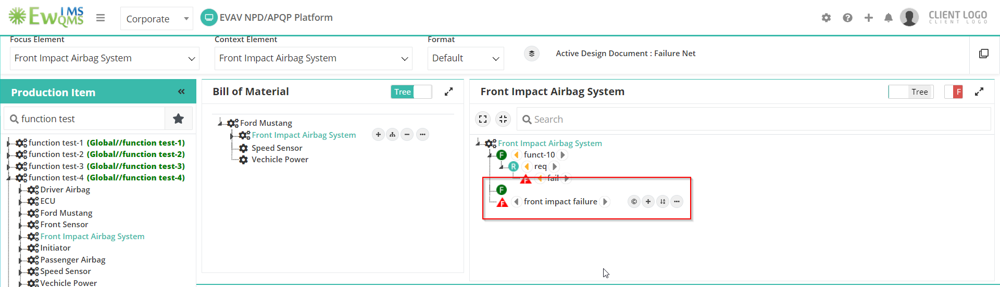 EwIMS
QMS
Corporate
EVAV NPD/APQP Platform
CLIENT LOGO
CLIENT LOGO
Focus Element
Context Element
Format
Front Impact Airbag System
Front Impact Airbag System
Default
Active Design Document : Failure Net
Production Item
function test
function test-1 (Global//function test-1)
function test-2 (Global//function test-2)
function test-3 (Global//function test-3)
function test-4 (Global//function test-4)
Driver Airbag
ECU
Ford Mustang
Front Sensor
Front Impact Airbag System
Initiator
Passenger Airbag
Speed Sensor
Vechicle Power
Bill of Material
Tree
Ford Mustang
Front Impact Airbag System
Speed Sensor
Vechicle Power
Front Impact Airbag System
Tree
F
Search
Front Impact Airbag System
F funct-10
R req
F fail
F
F front impact failure